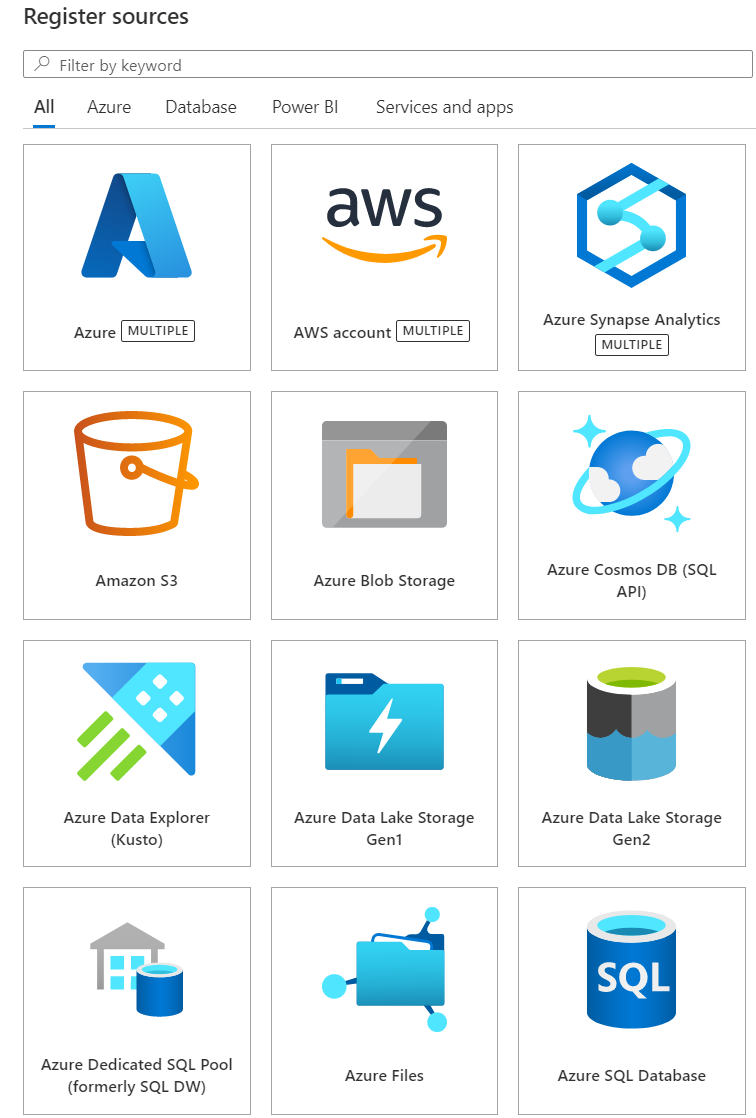 Register sources
Filter by keyword
All Azure Database Power BI Services and apps
aws
Azure MULTIPLE
AWS account MULTIPLE
Azure Synapse Analytics
MULTIPLE
Amazon S3
Azure Blob Storage
Azure Cosmos DB (SQL
API)
Azure Data Explorer
(Kusto)
Azure Data Lake Storage
Gen1
Azure Data Lake Storage
Gen2
SQL
Azure Dedicated SQL Pool
(formerly SQL DW)
Azure Files
Azure SQL Database